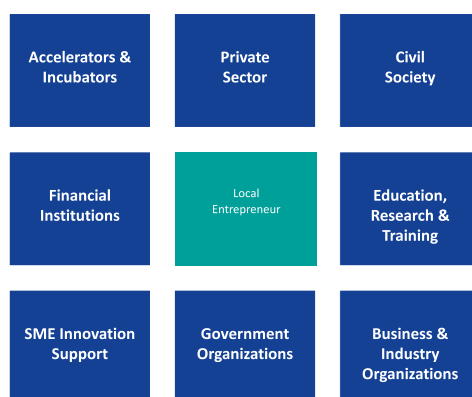 Accelerators &
Incubators
Private
Sector
Civil
Society
Financial
Institutions
Local
Entrepreneur
Education,
Research &
Training
SME Innovation
Support
Government
Organizations
Business &
Industry
Organizations